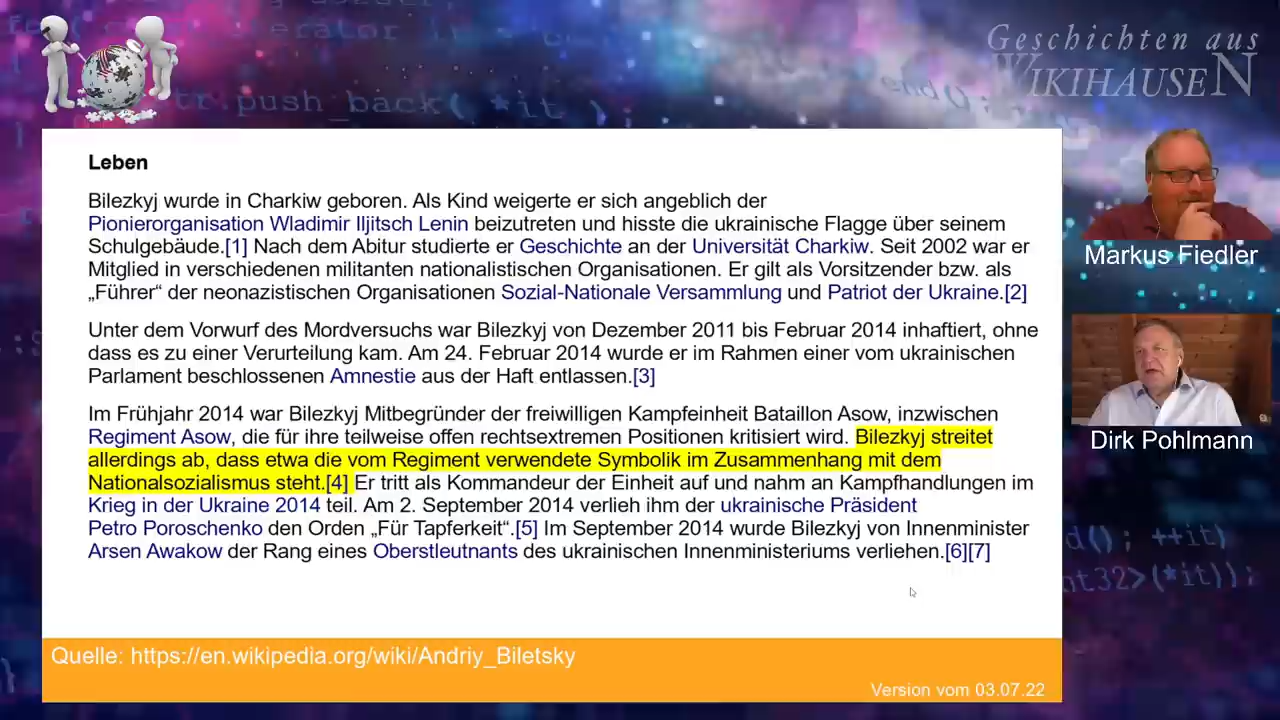 Geschichten aus
WIKIHAUSEN
tr.push_back( *it );
end();
Leben
Bilezkyj wurde in Charkiw geboren. Als Kind weigerte er sich angeblich der
Pionierorganisation Wladimir Iljitsch Lenin beizutreten und hisste die ukrainische Flagge über seinem
Schulgebäude.[1] Nach dem Abitur studierte er Geschichte an der Universität Charkiw. Seit 2002 war er
Mitglied in verschiedenen militanten nationalistischen Organisationen. Er gilt als Vorsitzender bzw. als
„Führer“ der neonazistischen Organisationen Sozial-Nationale Versammlung und Patriot der Ukraine.[2]
Unter dem Vorwurf des Mordversuchs war Bilezkyj von Dezember 2011 bis Februar 2014 inhaftiert, ohne
dass es zu einer Verurteilung kam. Am 24. Februar 2014 wurde er im Rahmen einer vom ukrainischen
Parlament beschlossenen Amnestie aus der Haft entlassen.[3]
Im Frühjahr 2014 war Bilezkyj Mitbegründer der freiwilligen Kampfeinheit Bataillon Asow, inzwischen
Regiment Asow, die für ihre teilweise offen rechtsextremen Positionen kritisiert wird. Bilezkyj streitet
allerdings ab, dass etwa die vom Regiment verwendete Symbolik im Zusammenhang mit dem
Nationalsozialismus steht.[4] Er tritt als Kommandeur der Einheit auf und nahm an Kampfhandlungen im
Krieg in der Ukraine 2014 teil. Am 2. September 2014 verlieh ihm der ukrainische Präsident
Petro Poroschenko den Orden „Für Tapferkeit“.[5] Im September 2014 wurde Bilezkyj von Innenminister
Arsen Awakow der Rang eines Oberstleutnants des ukrainischen Innenministeriums verliehen.[6][7]
Markus Fiedler
Dirk Pohlmann
Quelle: https://en.wikipedia.org/wiki/Andriy_Biletsky
Version vom 03.07.22